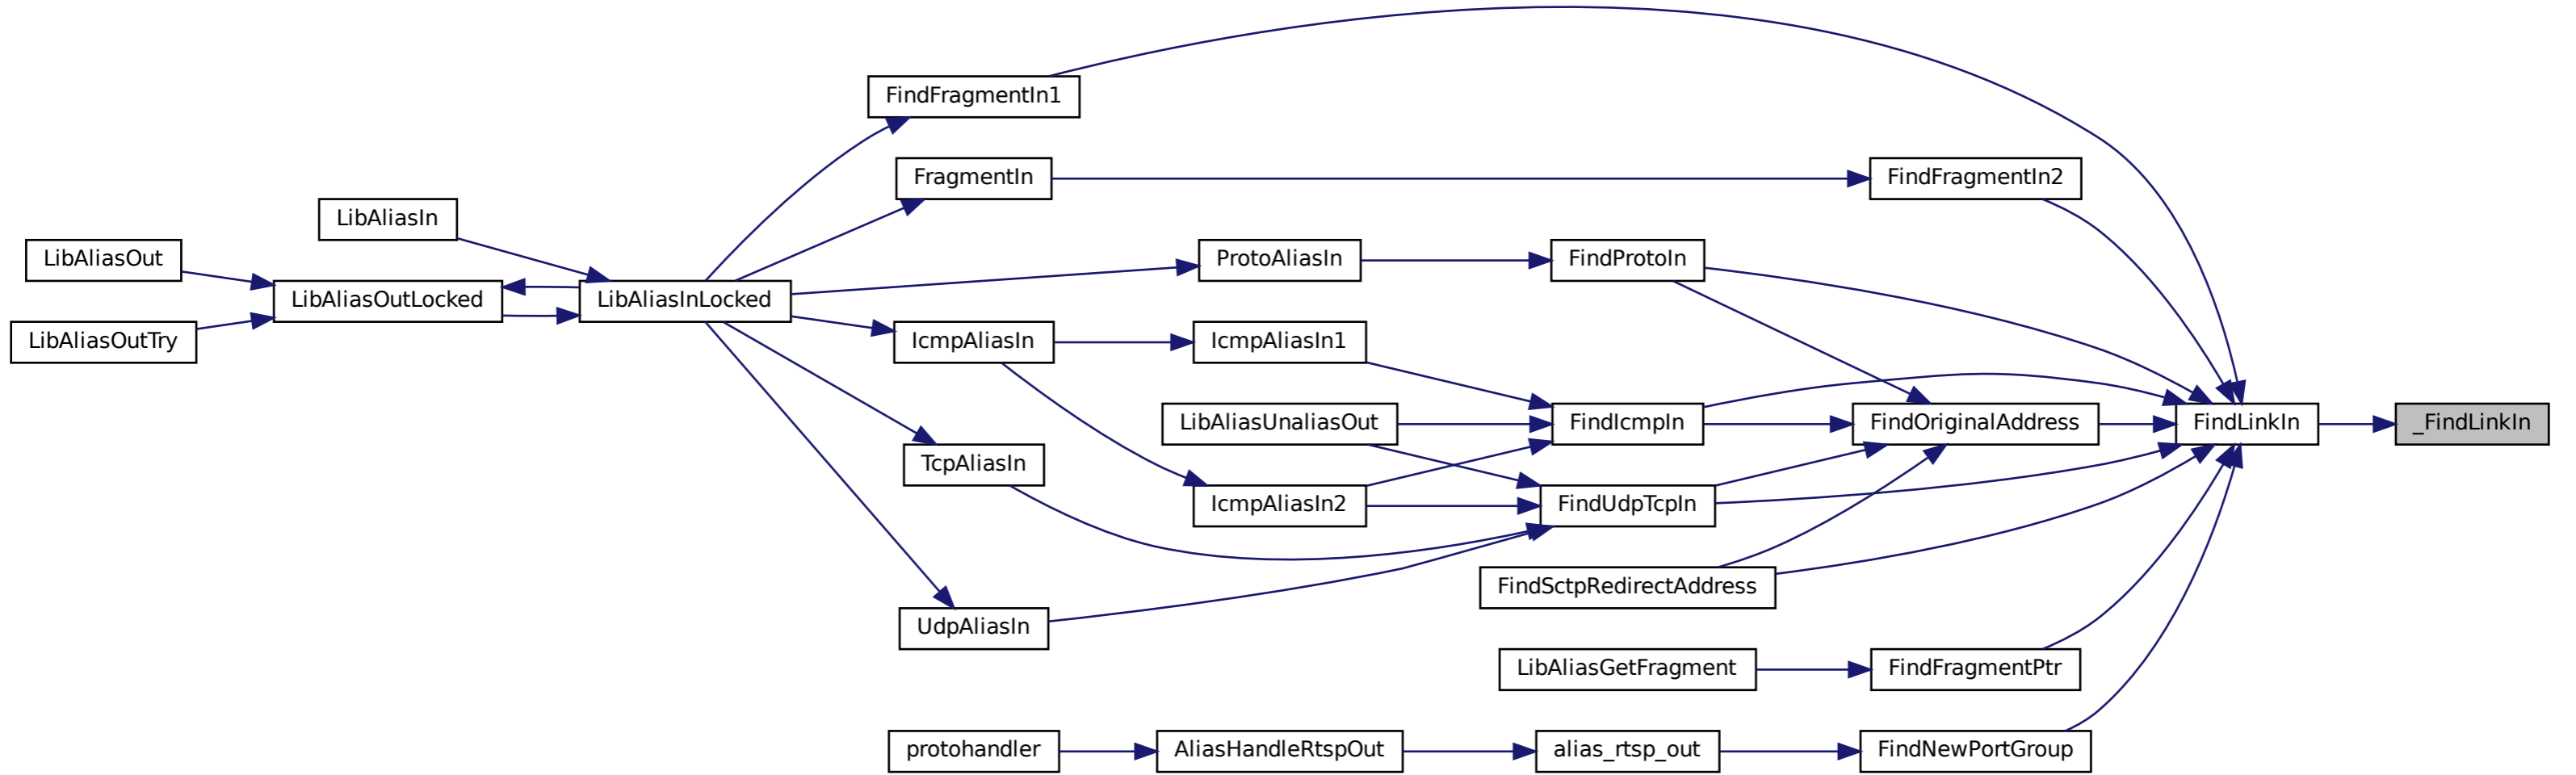 FindFragmentIn1
FragmentIn
FindFragmentIn2
LibAliasIn
LibAliasOut
ProtoAliasIn
FindProtoIn
LibAliasOutLocked
LibAliasInLocked
LibAliasOutTry
IcmpAliasIn
IcmpAliasIn1
LibAliasUnaliasOut
FindIcmpIn
FindOriginalAddress
FindLinkIn
_FindLinkIn
TcpAliasIn
IcmpAliasIn2
FindUdpTcpIn
FindSctpRedirectAddress
UdpAliasIn
LibAliasGetFragment
FindFragmentPtr
protohandler
AliasHandleRtspOut
alias_rtsp_out
FindNewPortGroup